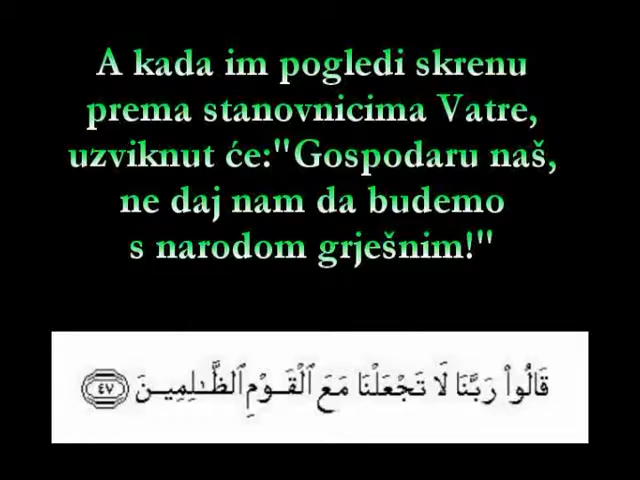 A kada im pogledi skrenu
prema stanovnicima Vatre,
uzviknut će:"Gospodaru naš,
ne daj nam da budemo
s narodom grješnim!"
قَالُوا۟ رَبَّنَا لَا تَجْعَلْنَا مَعَ ٱلْقَوْمِ ٱلظَّـٰلِمِينَ ٤٧